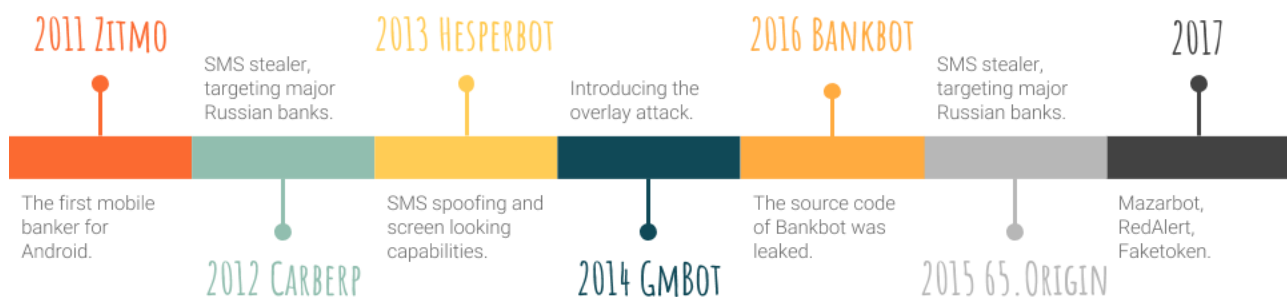 2011 ZITMO
The first mobile
banker for
Android.
SMS stealer,
targeting major
Russian banks.
2012 CARBERP
2013 HESPERBOT
SMS spoofing and
screen looking
capabilities.
Introducing the
overlay attack.
2014 GMBOT
2016 BANKBOT
The source code
of Bankbot was
leaked.
SMS stealer,
targeting major
Russian banks.
2015 65.ORIGIN
2017
Mazarbot,
RedAlert,
Faketoken.